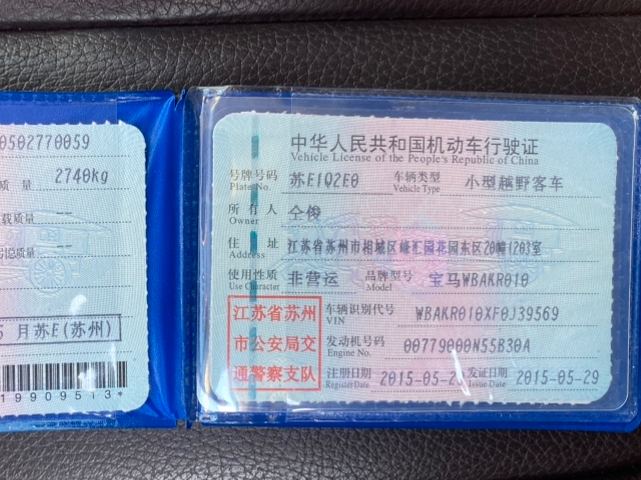 0502770059
质量 2740kg
载质量 --
总质量 --
月苏E(苏州)
中华人民共和国机动车行驶证
Vehicle License of the People's Republic of China
号牌号码 苏E1Q2E0 车辆类型 小型越野客车
Plate No. Vehicle Type
所有人 仝俊
Owner
住址 江苏省苏州市相城区峰汇园花园东区20幢1203室
Address
使用性质 非营运 品牌型号 宝马WBAKR010
Use Character Model
江苏省苏州 车辆识别代号 WBAKR010XF0J39569
VIN
市公安局交 发动机号码 00779000N55B30A
Engine No.
通警察支队 注册日期 2015-05-2 发证日期 2015-05-29
Register Date Issue Date